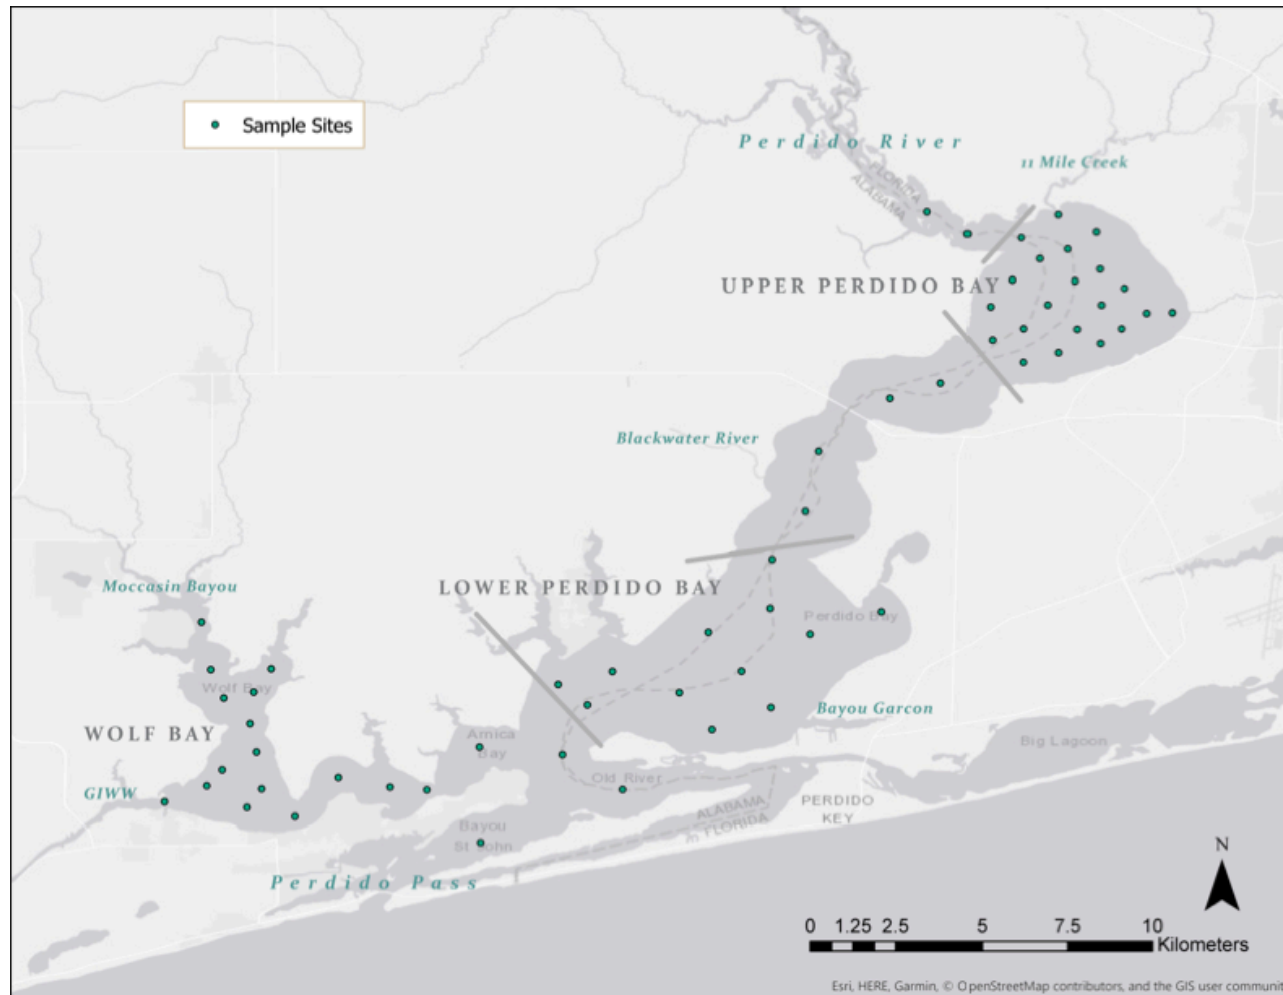 Sample Sites
Perdido River
11 Mile Creek
FLORIDA
ALABAMA
UPPER PERDIDO BAY
Blackwater River
Moccasin Bayou
LOWER PERDIDO BAY
Perdido Bay
Wolf Bay
Bayou Garcon
WOLF BAY
Arnica
Bay
Big Lagoon
GIWW
Old River
ALABAMA
FLORIDA
PERDIDO
KEY
Bayou
St John
Perdido Pass
N
0 1.25 2.5 5 7.5 10
Kilometers
Esri, HERE, Garmin, © OpenStreetMap contributors, and the GIS user communit